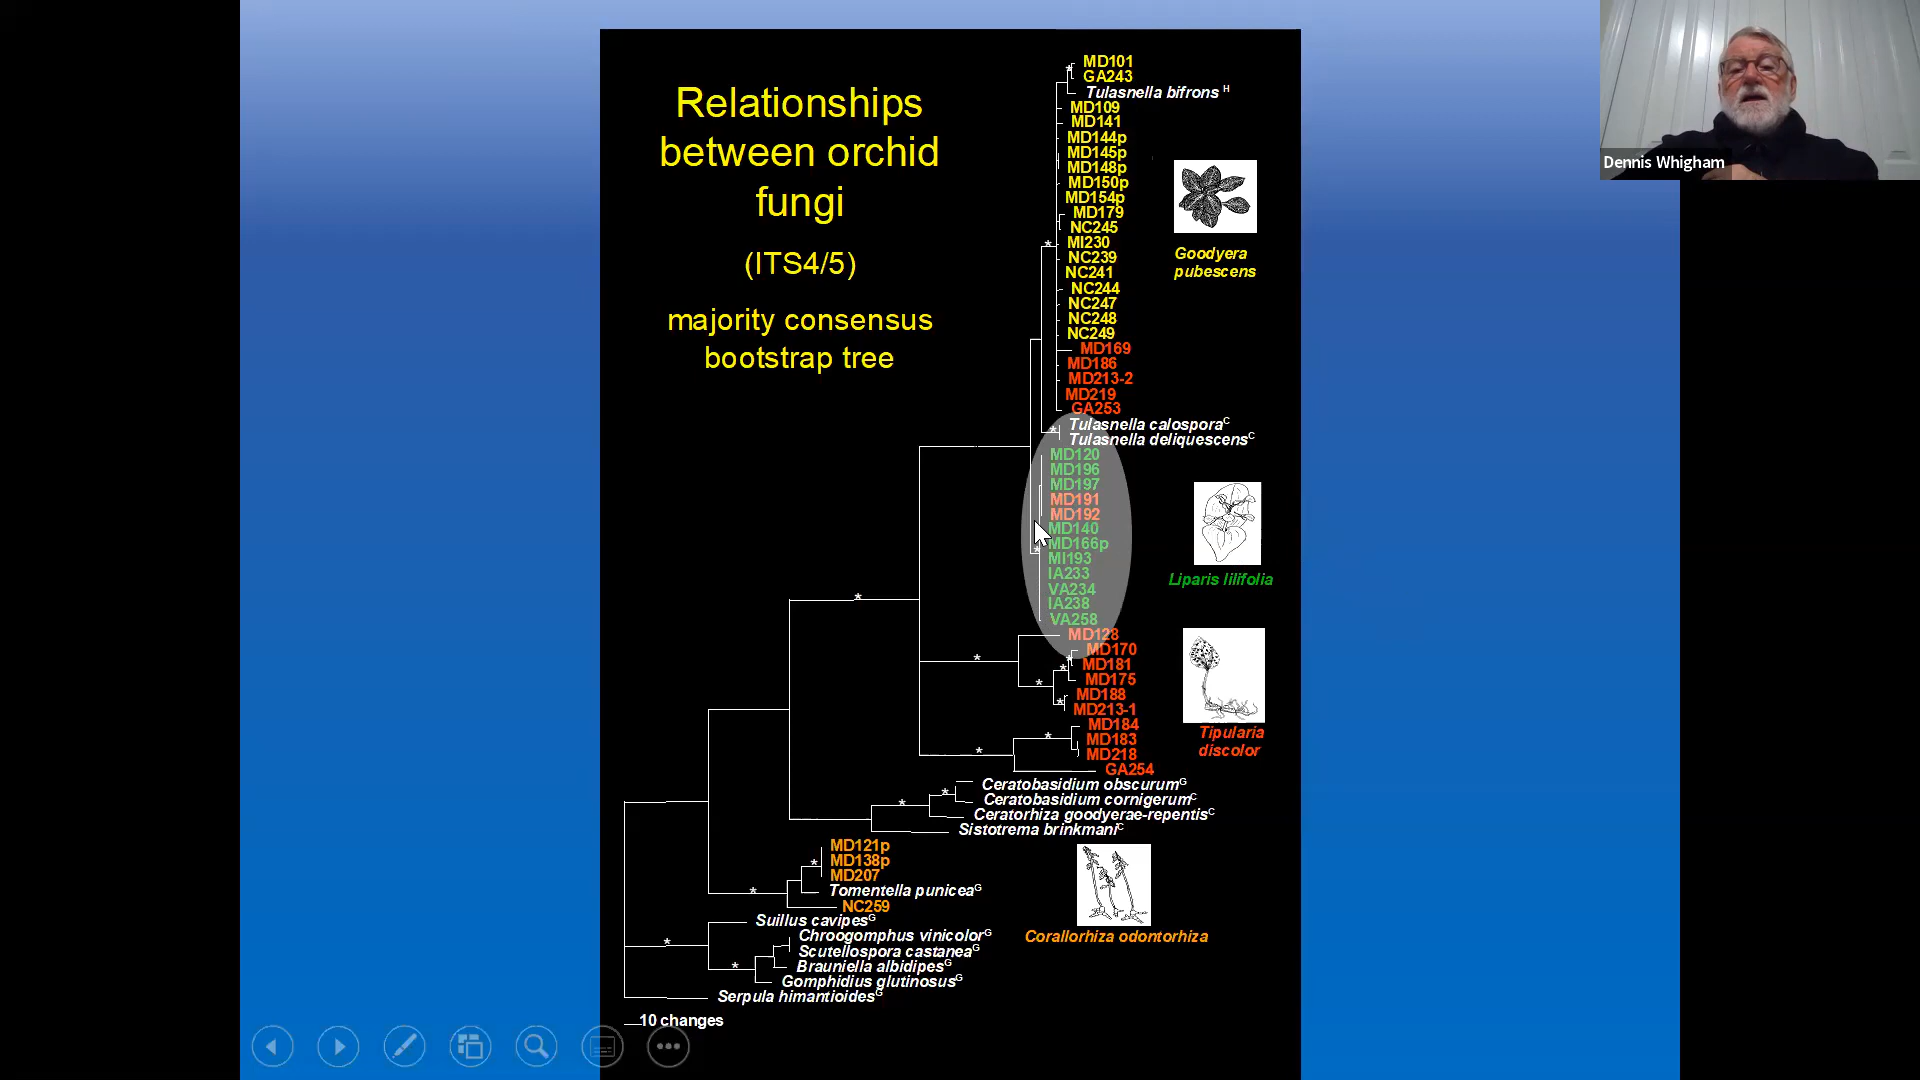 Relationships
between orchid
fungi
(ITS4/5)
majority consensus
bootstrap tree
MD101
GA243
Tulasnella bifrons H
MD109
MD141
MD144p
MD145p
MD148p
MD150p
MD154p
MD179
NC245
MI230
NC239
NC241
NC244
NC247
NC248
NC249
MD169
MD186
MD213-2
MD219
GA253
Tulasnella calospora C
Tulasnella deliquescens C
MD120
MD196
MD197
MD191
MD192
MD140
MD166p
MI193
IA233
VA234
IA238
VA258
MD128
MD170
MD181
MD175
MD188
MD213-1
MD184
MD183
MD218
GA254
Ceratobasidium obscurum G
Ceratobasidium cornigerum C
Ceratorhiza goodyerae-repentis C
Sistotrema brinkmani C
MD121p
MD138p
MD207
Tomentella punicea G
NC259
Suillus cavipes G
Chroogomphus vinicolor G
Scutellospora castanea G
Brauniella albidipes G
Gomphidius glutinosus G
Serpula himantioides G
10 changes
Goodyera
pubescens
Liparis lilifolia
Tipularia
discolor
Corallorhiza odontorhiza
Dennis Whigham